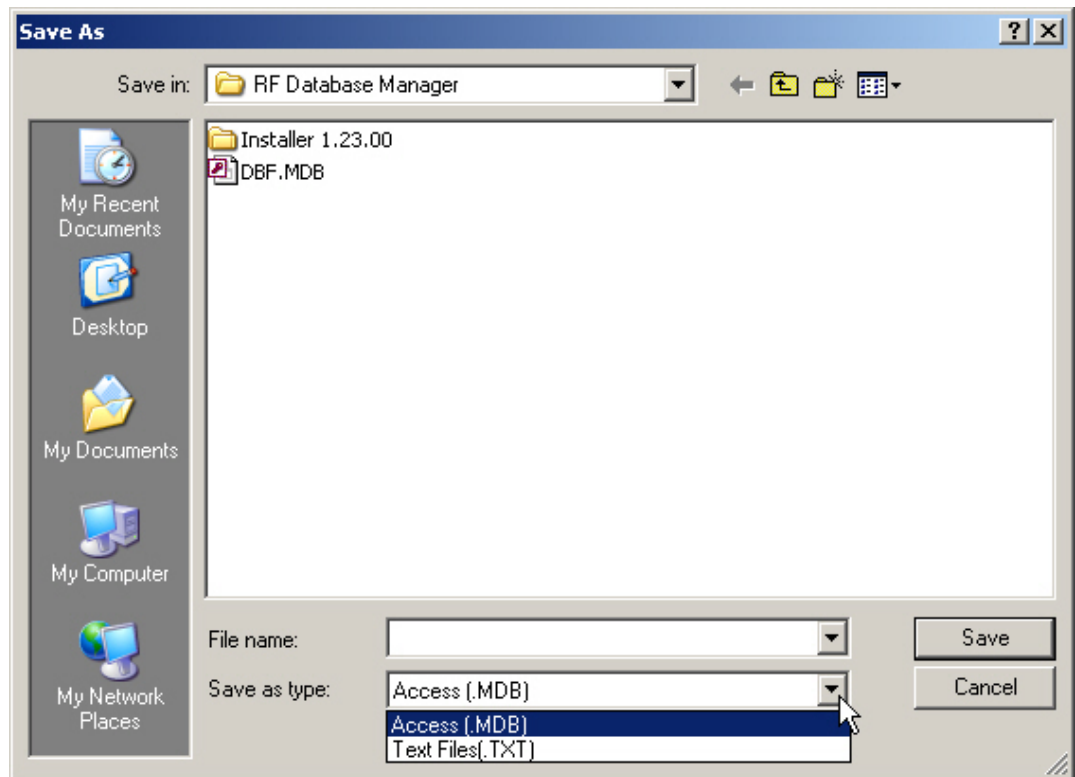 Save As
Save in:
RF Database Manager
Installer 1.23.00
DBF.MDB
My Recent
Documents
Desktop
My Documents
My Computer
My Network
Places
File name:
Save
Save as type:
Access (.MDB)
Cancel
Access (.MDB)
Text Files(.TXT)